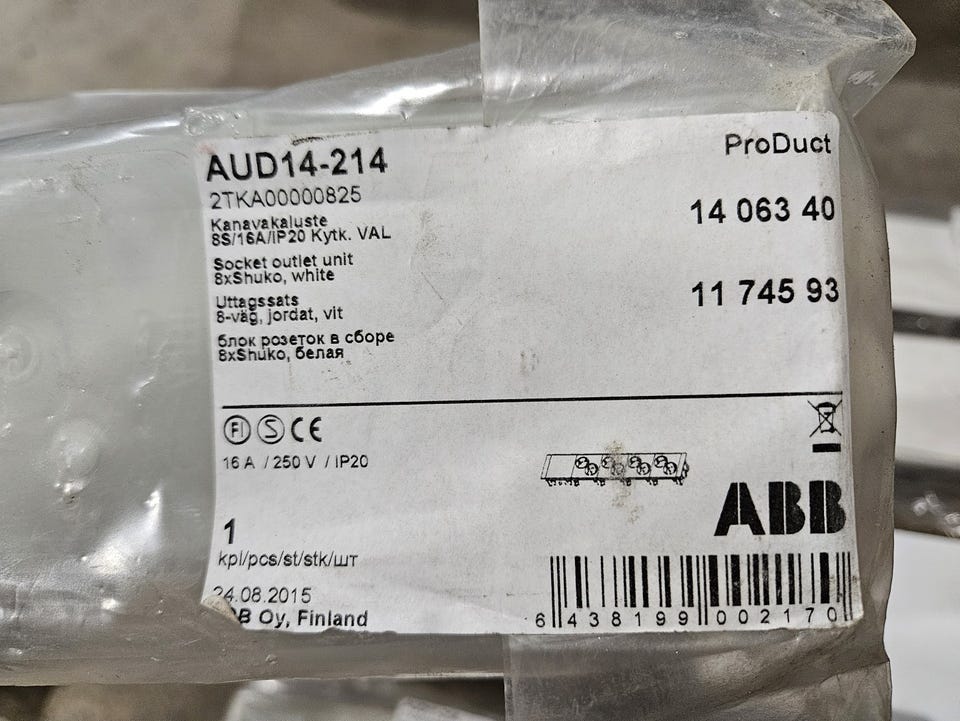 AUD14-214
2TKA00000825
Kanavakaluste
8S/16A/IP20 Kytk. VAL
Socket outlet unit
8xShuko, white
Uttagssats
8-väg, jordat, vit
блок розеток в сборе
8xShuko, белая
ProDuct
14 063 40
11 745 93
FI S CE
16 A / 250 V / IP20
ABB
1
kpl/pcs/st/stk/шт
24.08.2015
Oy, Finland
6 438199 002170